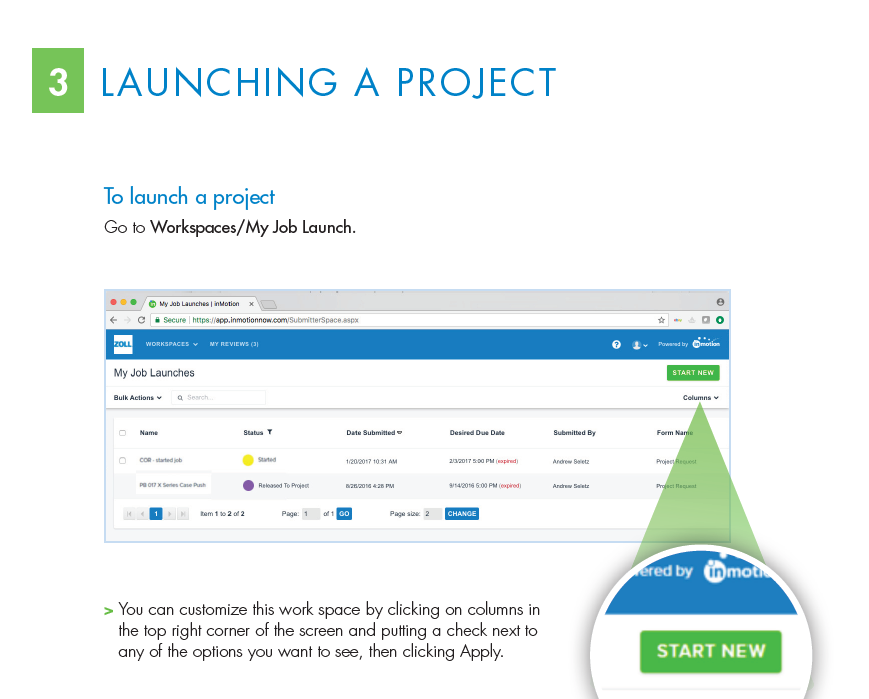 3 LAUNCHING A PROJECT
To launch a project
Go to Workspaces/My Job Launch.
My Job Launches | inMotion ×
Secure | https://app.inmotionnow.com/SubmitterSpace.aspx
ZOLL WORKSPACES MY REVIEWS (3) ? Powered by inmotion
My Job Launches START NEW
Bulk Actions Search... Columns
Name Status Date Submitted Desired Due Date Submitted By Form Name
COB - started job Started 1/20/2017 10:31 AM 2/3/2017 5:00 PM (expired) Andrew Seletz Project Request
PB 017 X Series Case Push Released To Project 8/26/2016 4:28 PM 9/14/2016 5:00 PM (expired) Andrew Seletz Project Request
1 Item 1 to 2 of 2 Page: 1 of 1 GO Page size: 2 CHANGE
ered by inmoti
START NEW
> You can customize this work space by clicking on columns in
the top right corner of the screen and putting a check next to
any of the options you want to see, then clicking Apply.